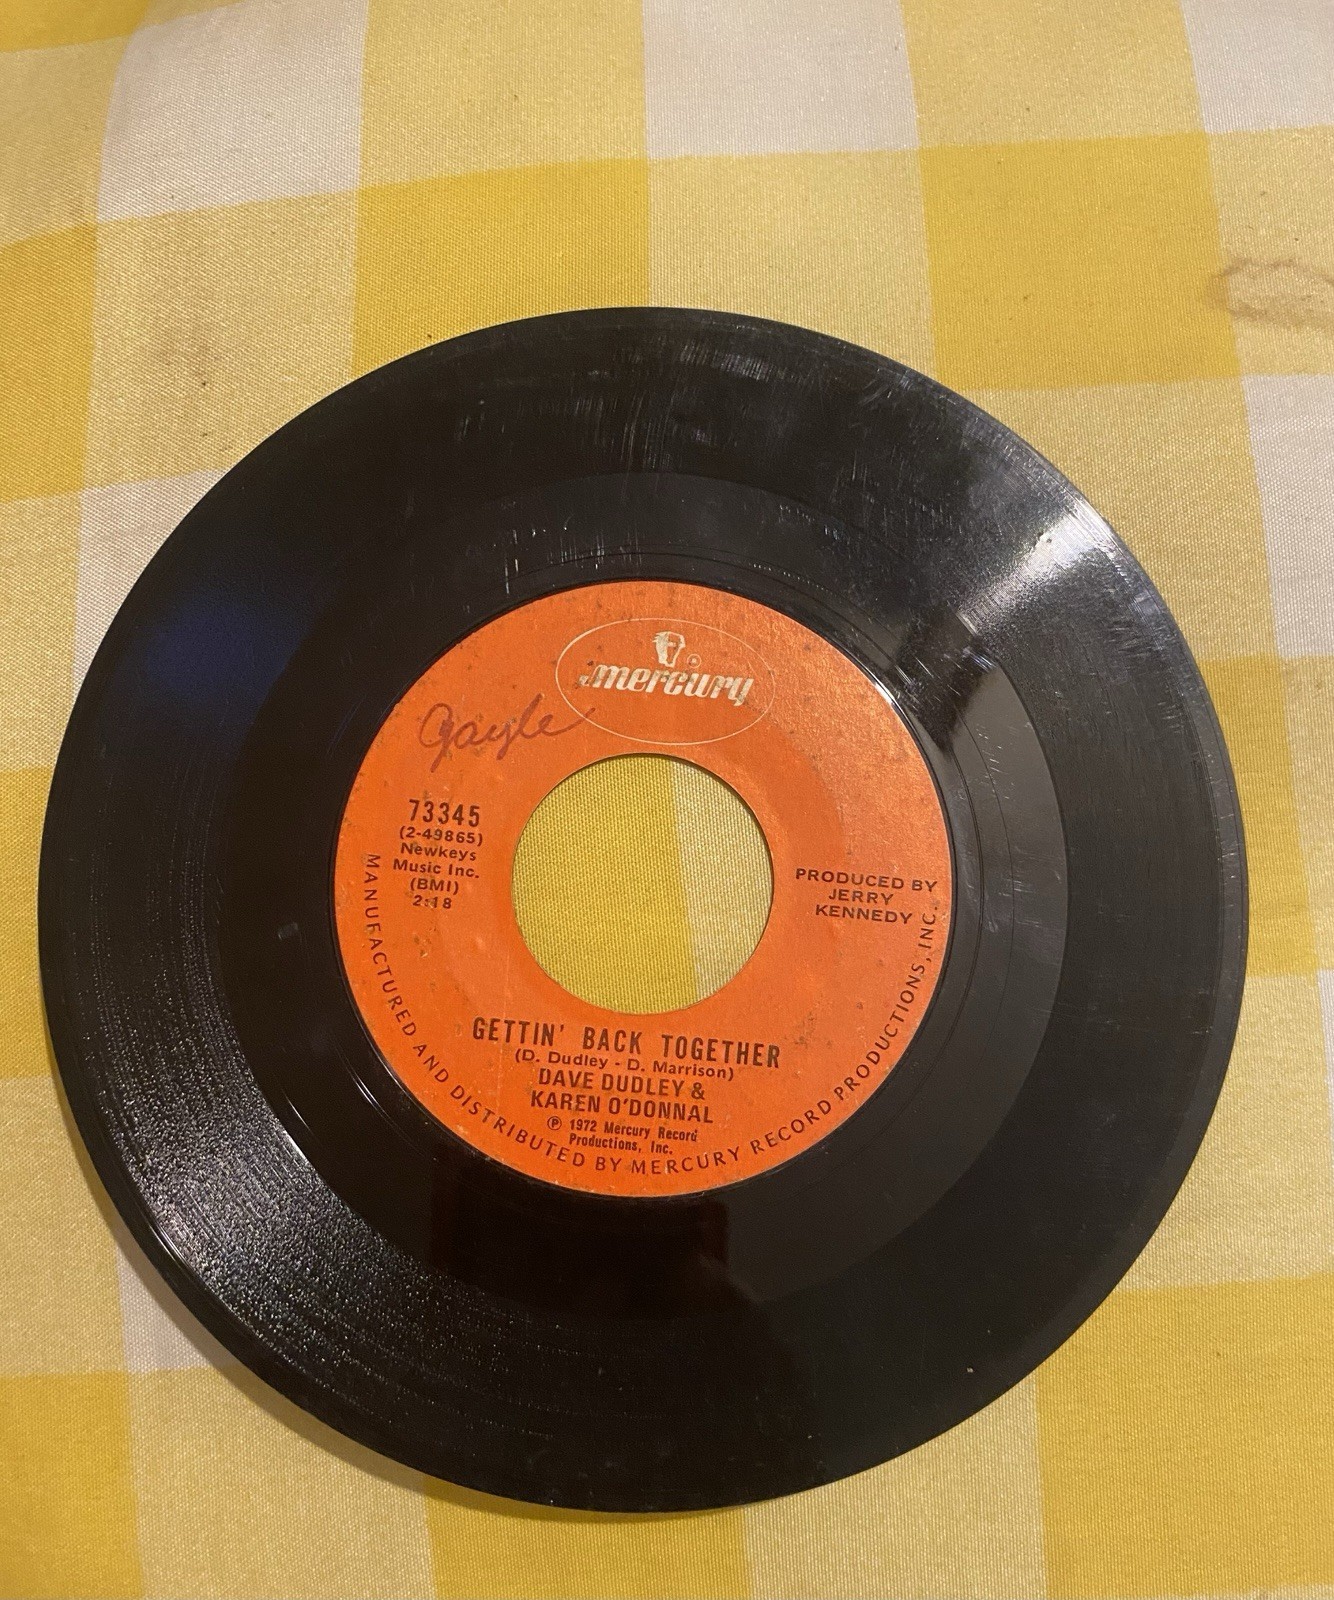 mercury
Gayle
73345
(2-49865)
Newkeys
Music Inc.
(BMI)
2:18
PRODUCED BY
JERRY
KENNEDY
GETTIN' BACK TOGETHER
(D. Dudley - D. Marrison)
DAVE DUDLEY &
KAREN O'DONNAL
℗ 1972 Mercury Record
Productions, Inc.
MANUFACTURED AND DISTRIBUTED BY MERCURY RECORD PRODUCTIONS, INC.